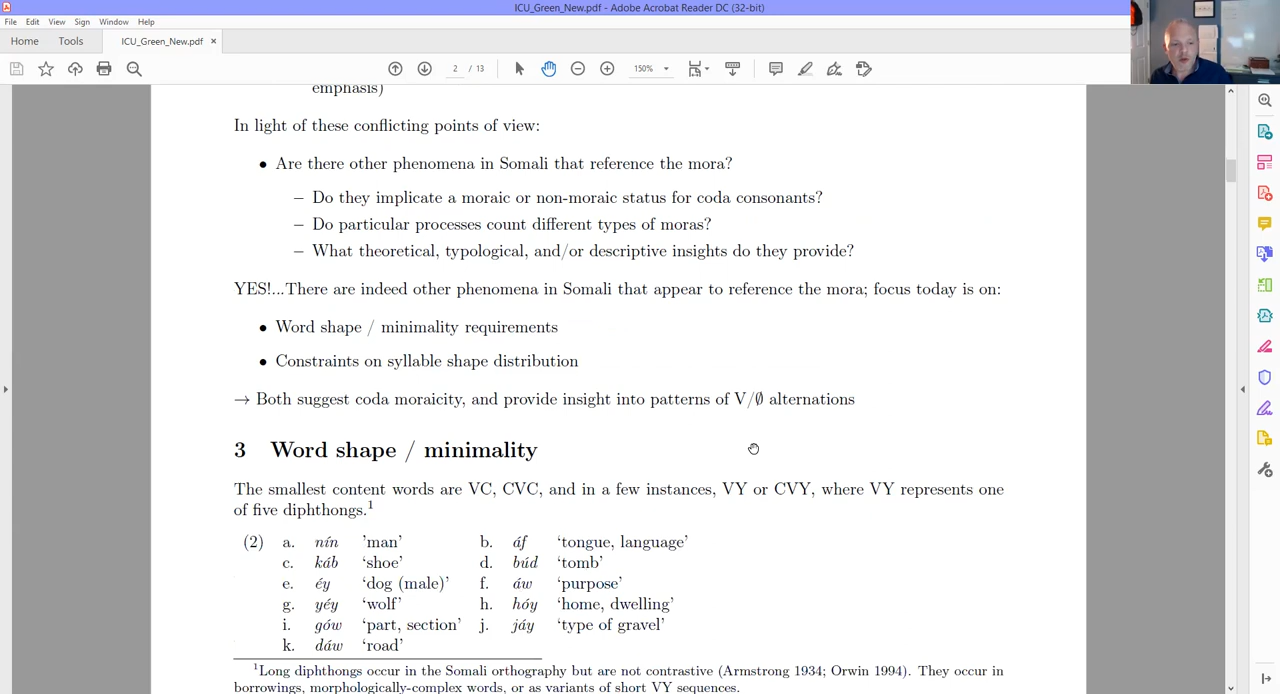 ICU_Green_New.pdf - Adobe Acrobat Reader DC (32-bit)
File Edit View Sign Window Help
Home Tools ICU_Green_New.pdf ×
2 / 13 150%
emphasis)
In light of these conflicting points of view:
• Are there other phenomena in Somali that reference the mora?
– Do they implicate a moraic or non-moraic status for coda consonants?
– Do particular processes count different types of moras?
– What theoretical, typological, and/or descriptive insights do they provide?
YES!...There are indeed other phenomena in Somali that appear to reference the mora; focus today is on:
• Word shape / minimality requirements
• Constraints on syllable shape distribution
→ Both suggest coda moraicity, and provide insight into patterns of V/∅ alternations
3 Word shape / minimality
The smallest content words are VC, CVC, and in a few instances, VY or CVY, where VY represents one
of five diphthongs.¹
(2) a. nín ’man’ b. áf ‘tongue, language’
c. káb ‘shoe’ d. búd ‘tomb’
e. éy ‘dog (male)’ f. áw ‘purpose’
g. yéy ‘wolf’ h. hóy ‘home, dwelling’
i. gów ‘part, section’ j. jáy ‘type of gravel’
k. dáw ‘road’
¹Long diphthongs occur in the Somali orthography but are not contrastive (Armstrong 1934; Orwin 1994). They occur in
borrowings, morphologically-complex words, or as variants of short VY sequences.